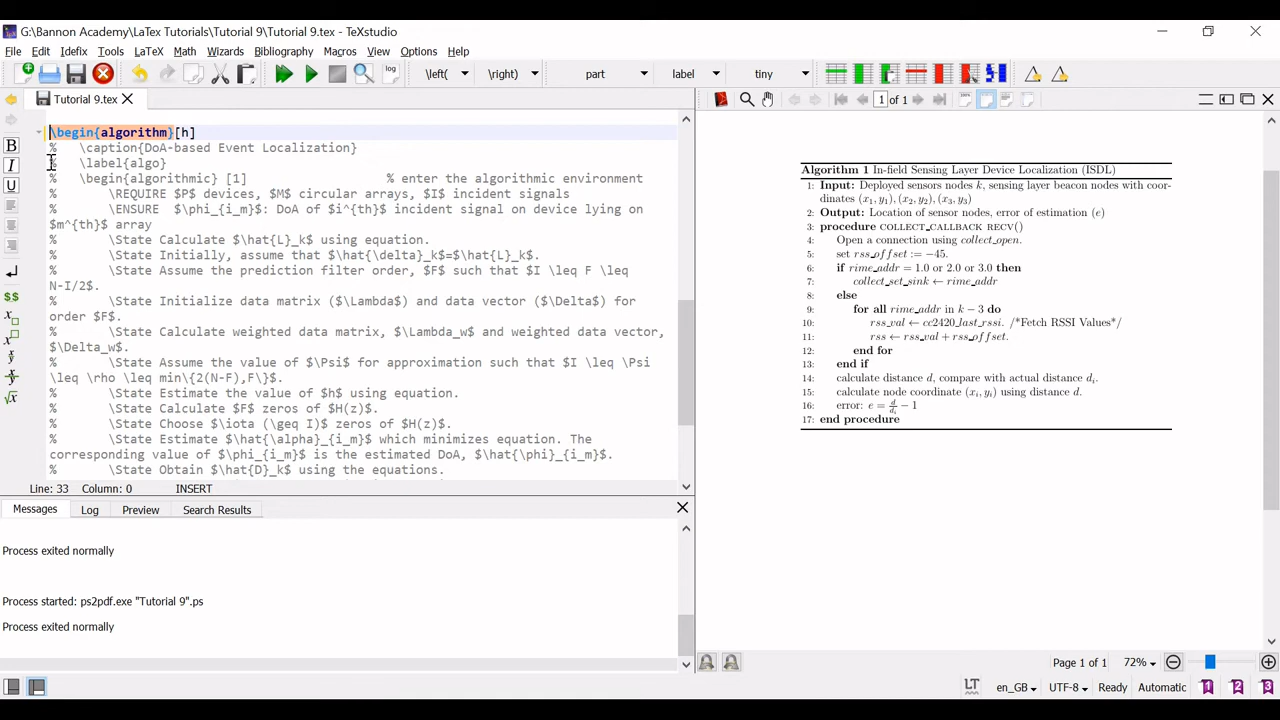 G:\Bannon Academy\LaTex Tutorials\Tutorial 9\Tutorial 9.tex - TeXstudio
File Edit Idefix Tools LaTeX Math Wizards Bibliography Macros View Options Help
\left( \right) part label tiny
Tutorial 9.tex
1 of 1
\begin{algorithm}[h]
% \caption{DoA-based Event Localization}
% \label{algo}
% \begin{algorithmic} [1] % enter the algorithmic environment
% \REQUIRE $P$ devices, $M$ circular arrays, $I$ incident signals
% \ENSURE $\phi_{i_m}$: DoA of $i^{th}$ incident signal on device lying on
$m^{th}$ array
% \State Calculate $\hat{L}_k$ using equation.
% \State Initially, assume that $\hat{\delta}_k$=$\hat{L}_k$.
% \State Assume the prediction filter order, $F$ such that $I \leq F \leq
N-I/2$.
% \State Initialize data matrix ($\Lambda$) and data vector ($\Delta$) for
order $F$.
% \State Calculate weighted data matrix, $\Lambda_w$ and weighted data vector,
$\Delta_w$.
% \State Assume the value of $\Psi$ for approximation such that $I \leq \Psi
\leq \rho \leq min\{2(N-F),F\}$.
% \State Estimate the value of $h$ using equation.
% \State Calculate $F$ zeros of $H(z)$.
% \State Choose $\iota (\geq I)$ zeros of $H(z)$.
% \State Estimate $\hat{\alpha}_{i_m}$ which minimizes equation. The
corresponding value of $\phi_{i_m}$ is the estimated DoA, $\hat{\phi}_{i_m}$.
% \State Obtain $\hat{D}_k$ using the equations.
Line: 33 Column: 0 INSERT
Messages Log Preview Search Results
Process exited normally
Process started: ps2pdf.exe "Tutorial 9".ps
Process exited normally
Algorithm 1 In-field Sensing Layer Device Localization (ISDL)
1: Input: Deployed sensors nodes k, sensing layer beacon nodes with coor-
dinates (x₁,y₁),(x₂,y₂),(x₃,y₃)
2: Output: Location of sensor nodes, error of estimation (e)
3: procedure COLLECT_CALLBACK RECV()
4: Open a connection using collect_open.
5: set rss_offset := −45.
6: if rime_addr = 1.0 or 2.0 or 3.0 then
7: collect_set_sink ← rime_addr
8: else
9: for all rime_addr in k − 3 do
10: rss_val ← cc2420_last_rssi. /*Fetch RSSI Values*/
11: rss ← rss_val + rss_offset.
12: end for
13: end if
14: calculate distance d, compare with actual distance dᵢ.
15: calculate node coordinate (xᵢ, yᵢ) using distance d.
16: error: e = d/dᵢ − 1
17: end procedure
Page 1 of 1 72%
LT en_GB UTF-8 Ready Automatic 1 2 3